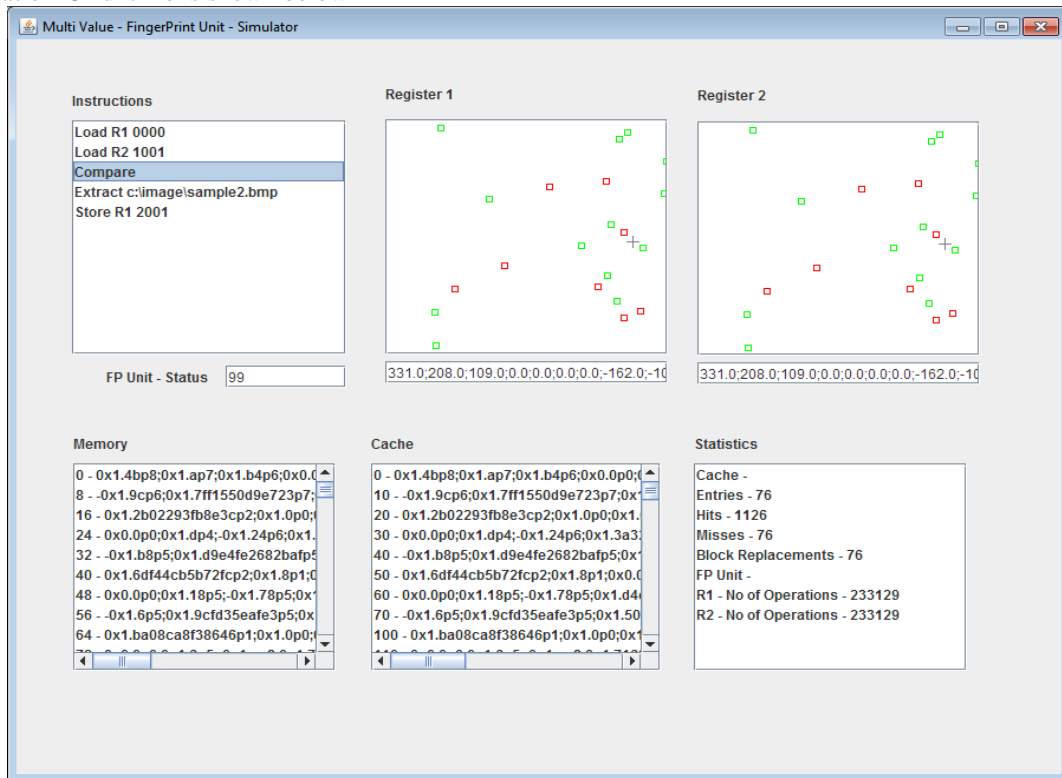 Multi Value - FingerPrint Unit - Simulator
Instructions
Load R1 0000
Load R2 1001
Compare
Extract c:\image\sample2.bmp
Store R1 2001
FP Unit - Status 99
Register 1
331.0;208.0;109.0;0.0;0.0;0.0;0.0;-162.0;-10
Register 2
331.0;208.0;109.0;0.0;0.0;0.0;0.0;-162.0;-10
Memory
0 - 0x1.4bp8;0x1.ap7;0x1.b4p6;0x0.0
8 - -0x1.9cp6;0x1.7ff1550d9e723p7;
16 - 0x1.2b02293fb8e3cp2;0x1.0p0;
24 - 0x0.0p0;0x1.dp4;-0x1.24p6;0x1.
32 - -0x1.b8p5;0x1.d9e4fe2682bafp5
40 - 0x1.6df44cb5b72fcp2;0x1.8p1;0
48 - 0x0.0p0;0x1.18p5;-0x1.78p5;0x1
56 - -0x1.6p5;0x1.9cfd35eafe3p5;0x
64 - 0x1.ba08ca8f38646p1;0x1.0p0;
Cache
0 - 0x1.4bp8;0x1.ap7;0x1.b4p6;0x0.0p0;
10 - -0x1.9cp6;0x1.7ff1550d9e723p7;0x
20 - 0x1.2b02293fb8e3cp2;0x1.0p0;0x1.
30 - 0x0.0p0;0x1.dp4;-0x1.24p6;0x1.3a3
40 - -0x1.b8p5;0x1.d9e4fe2682bafp5;0x
50 - 0x1.6df44cb5b72fcp2;0x1.8p1;0x0.
60 - 0x0.0p0;0x1.18p5;-0x1.78p5;0x1.d4
70 - -0x1.6p5;0x1.9cfd35eafe3p5;0x1.50
100 - 0x1.ba08ca8f38646p1;0x1.0p0;0x1
Statistics
Cache -
Entries - 76
Hits - 1126
Misses - 76
Block Replacements - 76
FP Unit -
R1 - No of Operations - 233129
R2 - No of Operations - 233129